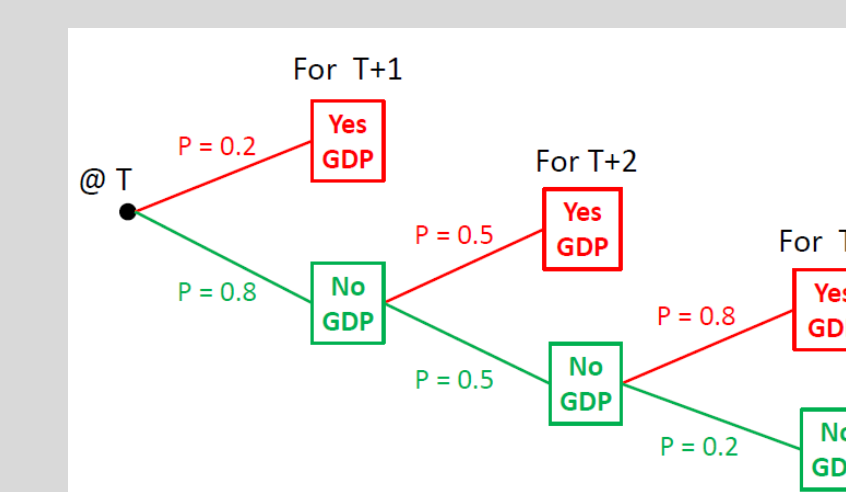 For T+1
Yes
GDP
P = 0.2
@ T
For T+2
Yes
GDP
P = 0.5
P = 0.8
No
GDP
For
P = 0.8
P = 0.5
No
GDP
P = 0.2